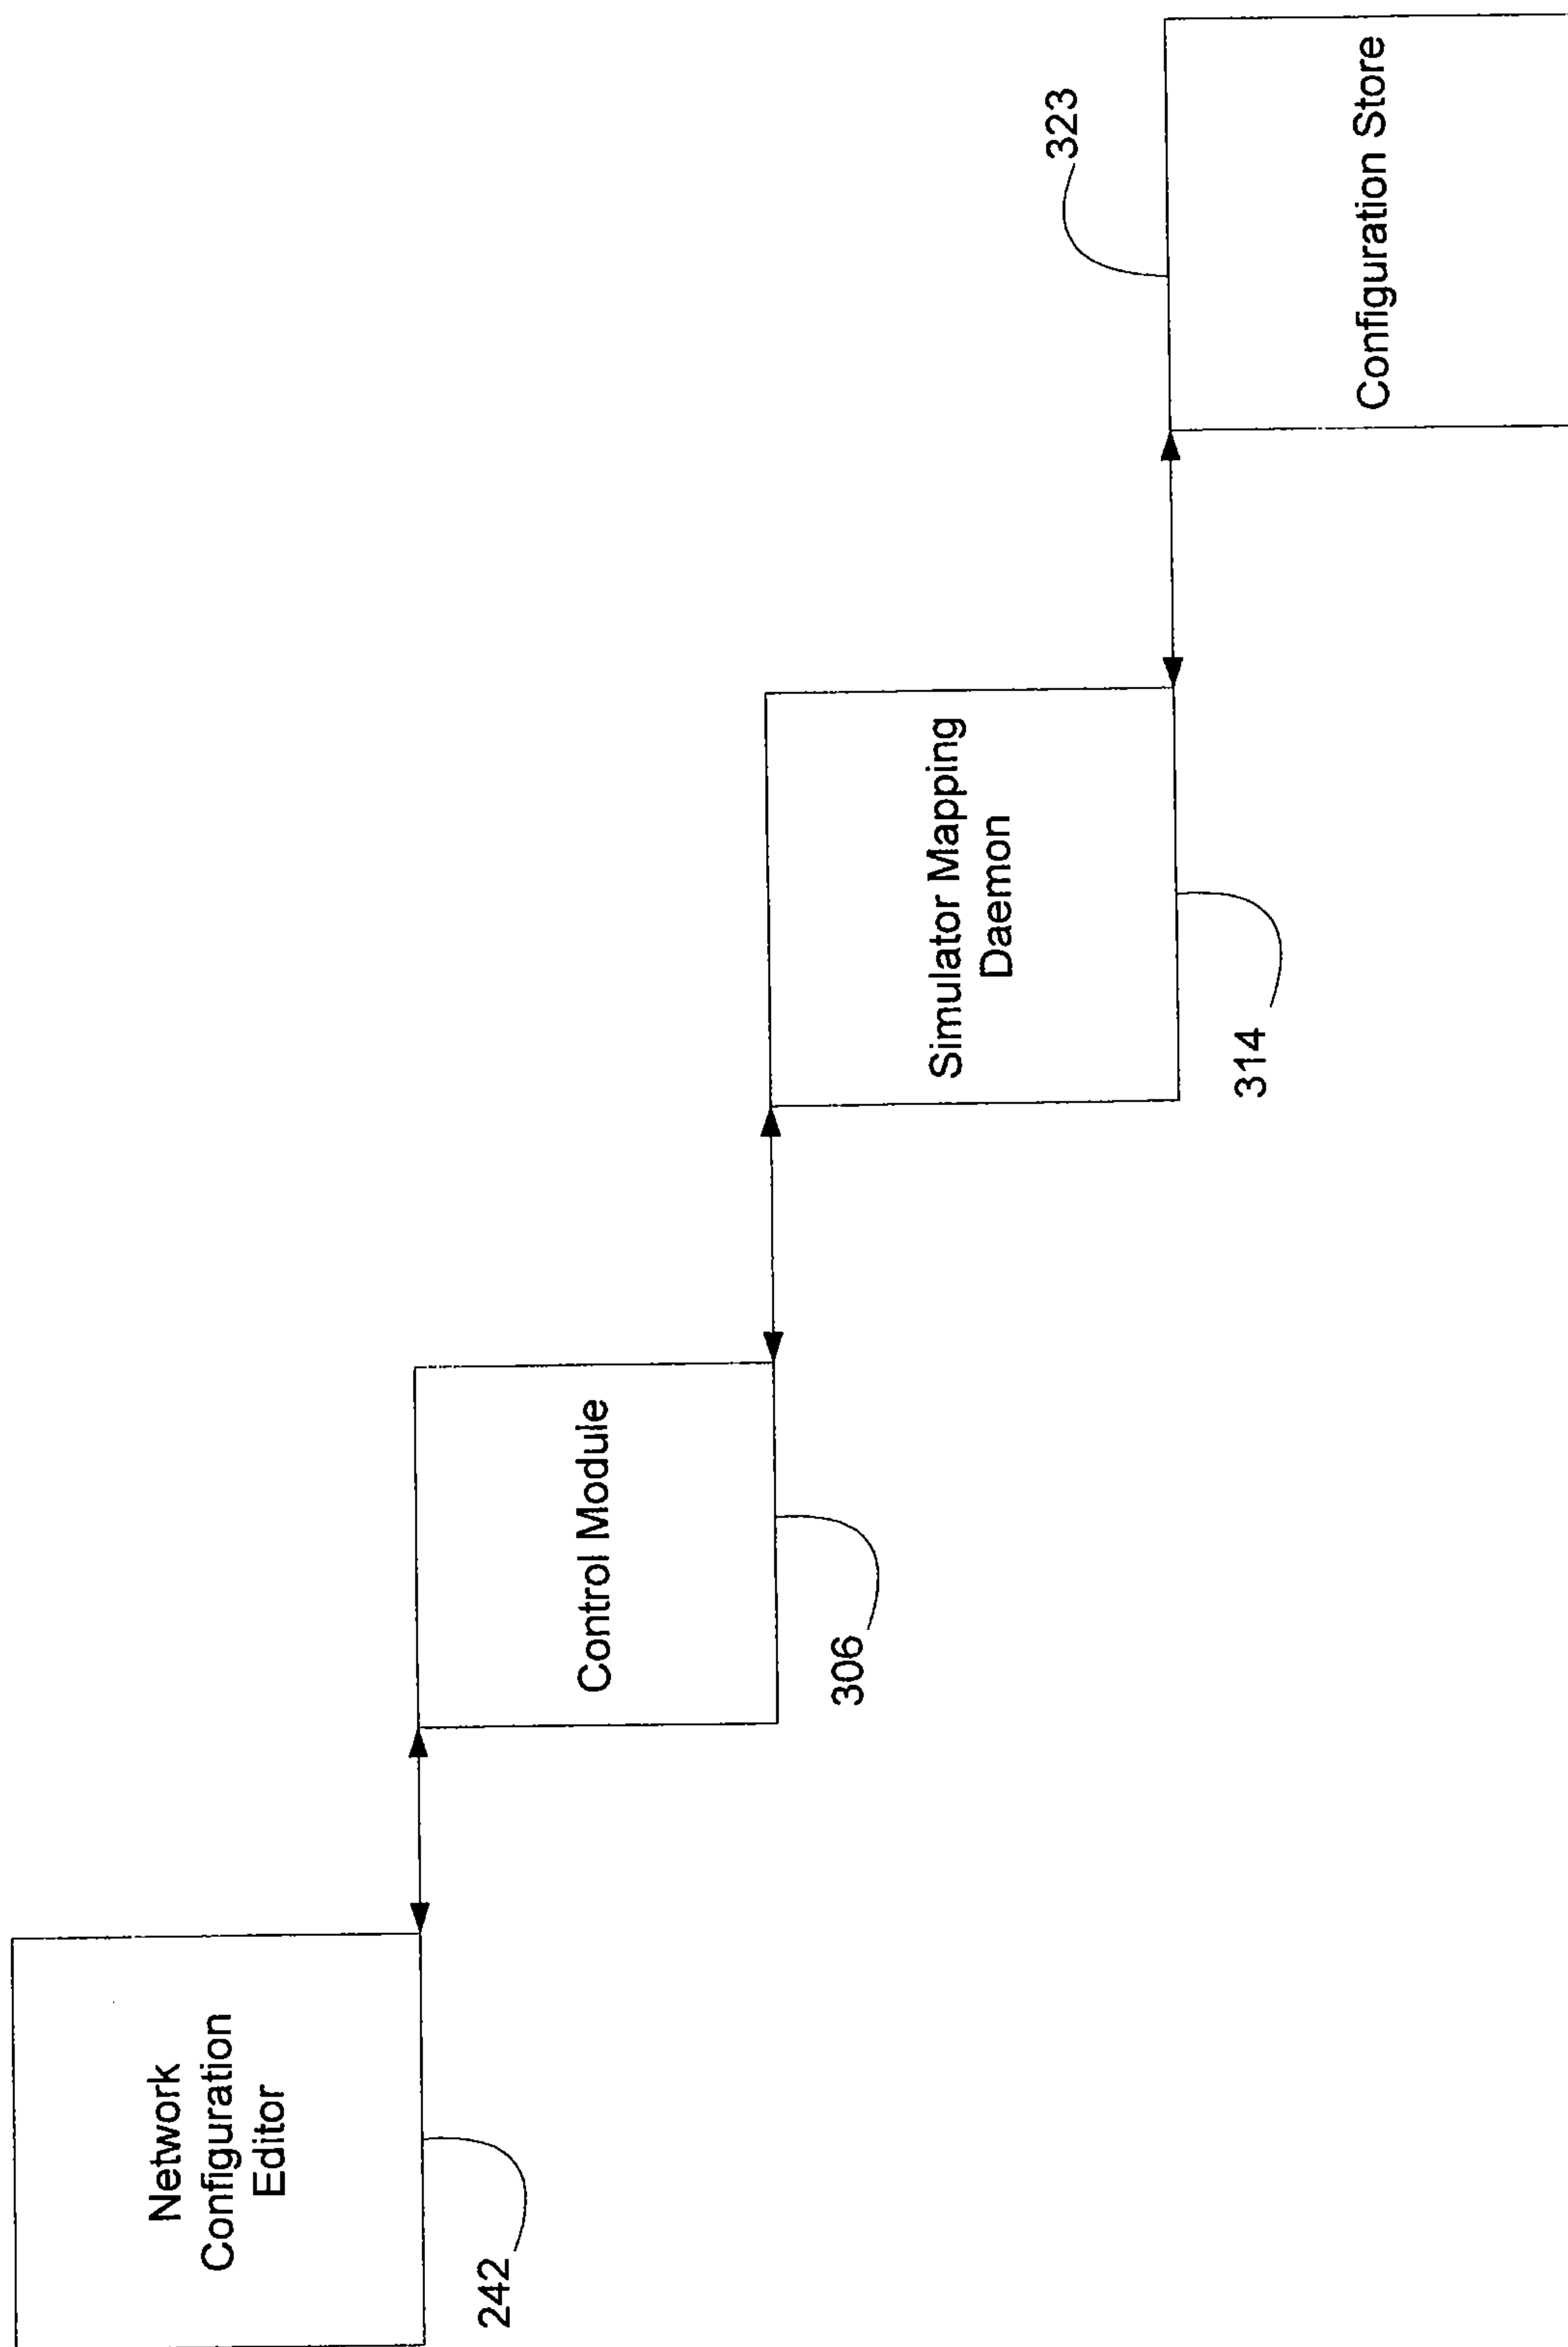 Network
Configuration
Editor
242
Control Module
306
Simulator Mapping
Daemon
314
323
Configuration Store